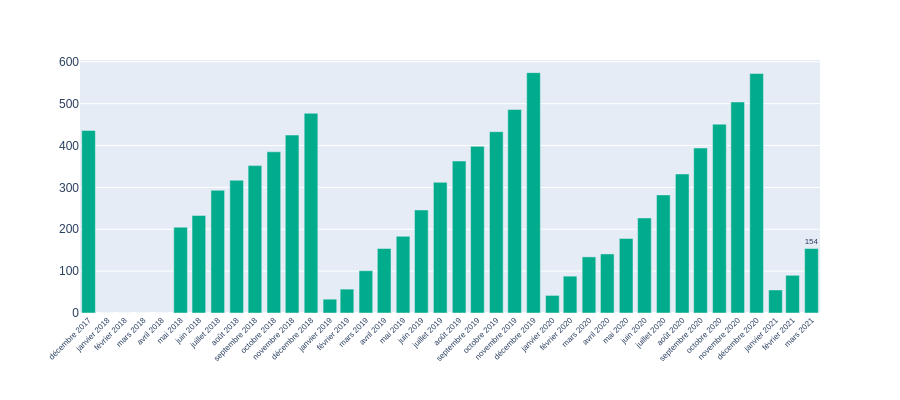 600
500
400
300
200
100
0
154
décembre 2017
janvier 2018
février 2018
mars 2018
avril 2018
mai 2018
juin 2018
juillet 2018
août 2018
septembre 2018
octobre 2018
novembre 2018
décembre 2018
janvier 2019
février 2019
mars 2019
avril 2019
mai 2019
juin 2019
juillet 2019
août 2019
septembre 2019
octobre 2019
novembre 2019
décembre 2019
janvier 2020
février 2020
mars 2020
avril 2020
mai 2020
juin 2020
juillet 2020
août 2020
septembre 2020
octobre 2020
novembre 2020
décembre 2020
janvier 2021
février 2021
mars 2021